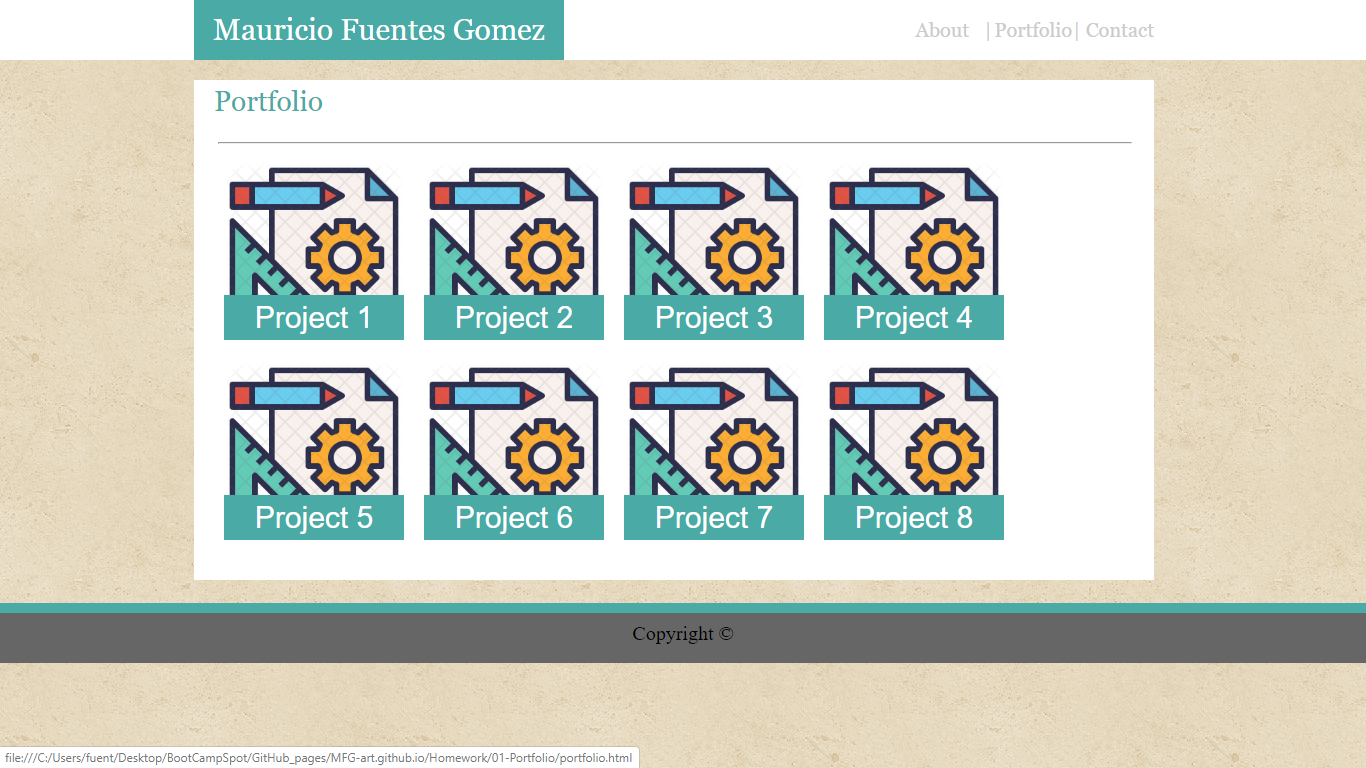 Mauricio Fuentes Gomez
About | Portfolio | Contact
Portfolio
Project 1
Project 2
Project 3
Project 4
Project 5
Project 6
Project 7
Project 8
Copyright ©
file:///C:/Users/fuent/Desktop/BootCampSpot/GitHub_pages/MFG-art.github.io/Homework/01-Portfolio/portfolio.html